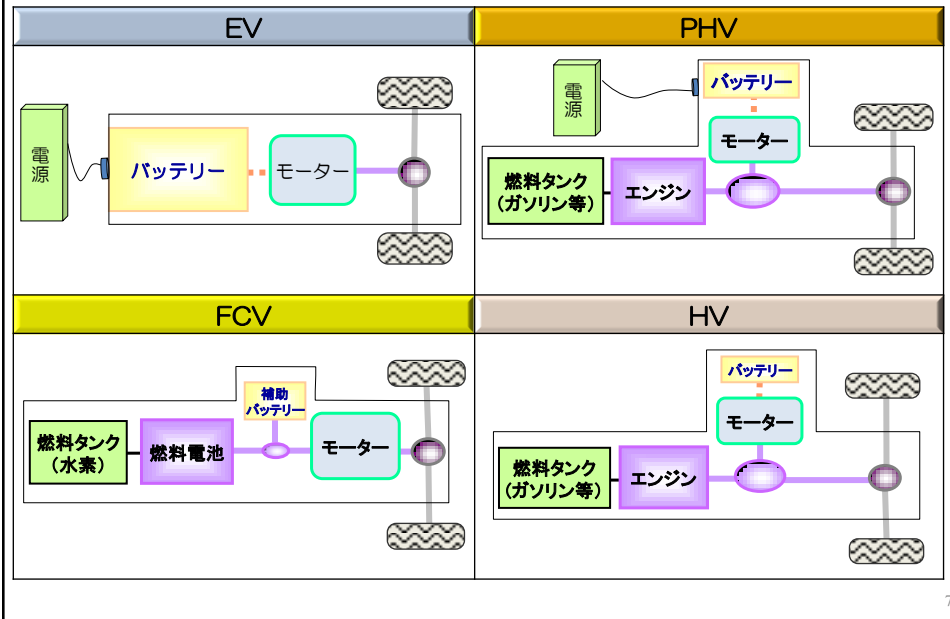 EV
電
源
バッテリー
モーター
PHV
電
源
バッテリー
モーター
燃料タンク
(ガソリン等)
エンジン
FCV
補助
バッテリー
燃料タンク
(水素)
燃料電池
モーター
HV
バッテリー
モーター
燃料タンク
(ガソリン等)
エンジン
7